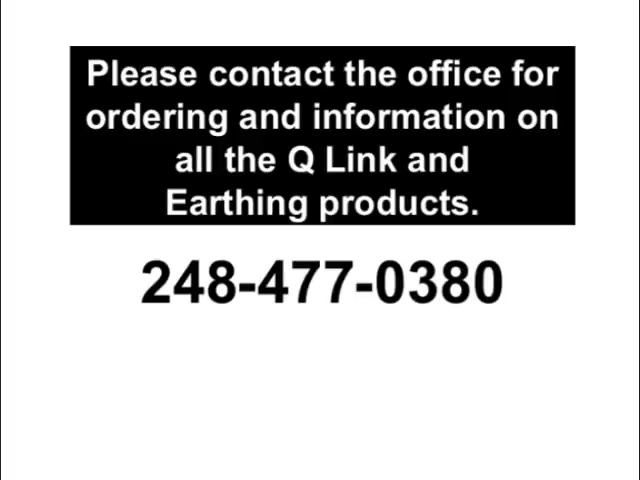 Please contact the office for
ordering and information on
all the Q Link and
Earthing products.
248-477-0380